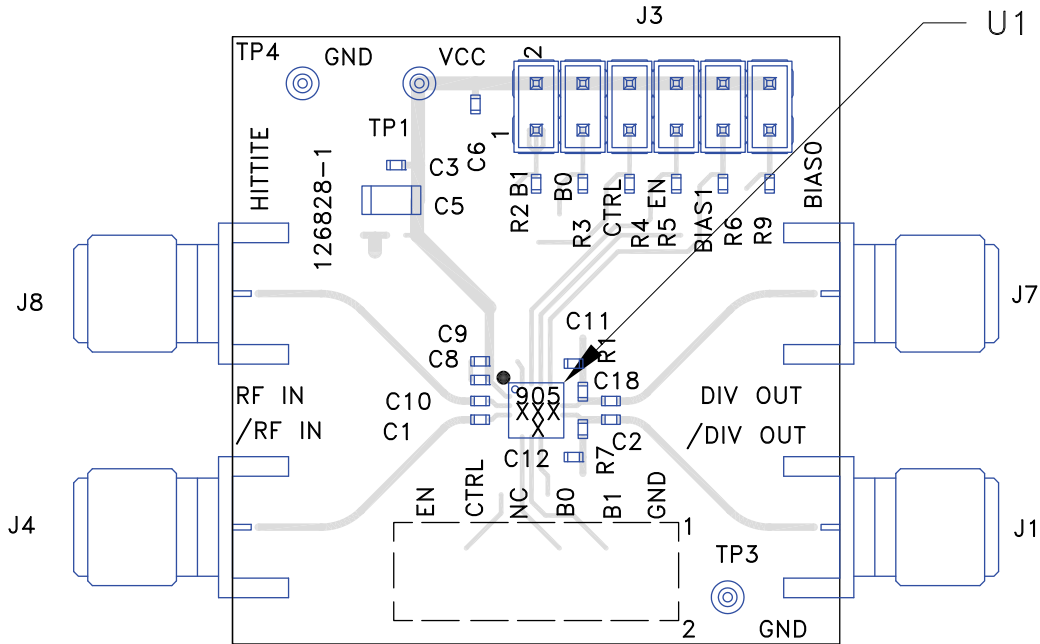 J3
U1
TP4
GND
VCC
2
1
TP1
C3
C6
C5
HITTITE
126828-1
R2
B1
B0
R3
CTRL
R4
EN
R5
BIAS1
R6
R9
BIAS0
J8
J7
C9
C8
C11
R1
C18
905
XXX
X
RF IN
/RF IN
C10
C1
DIV OUT
/DIV OUT
C2
C12
R7
J4
J1
EN
CTRL
NC
B0
B1
GND
1
2
TP3
GND